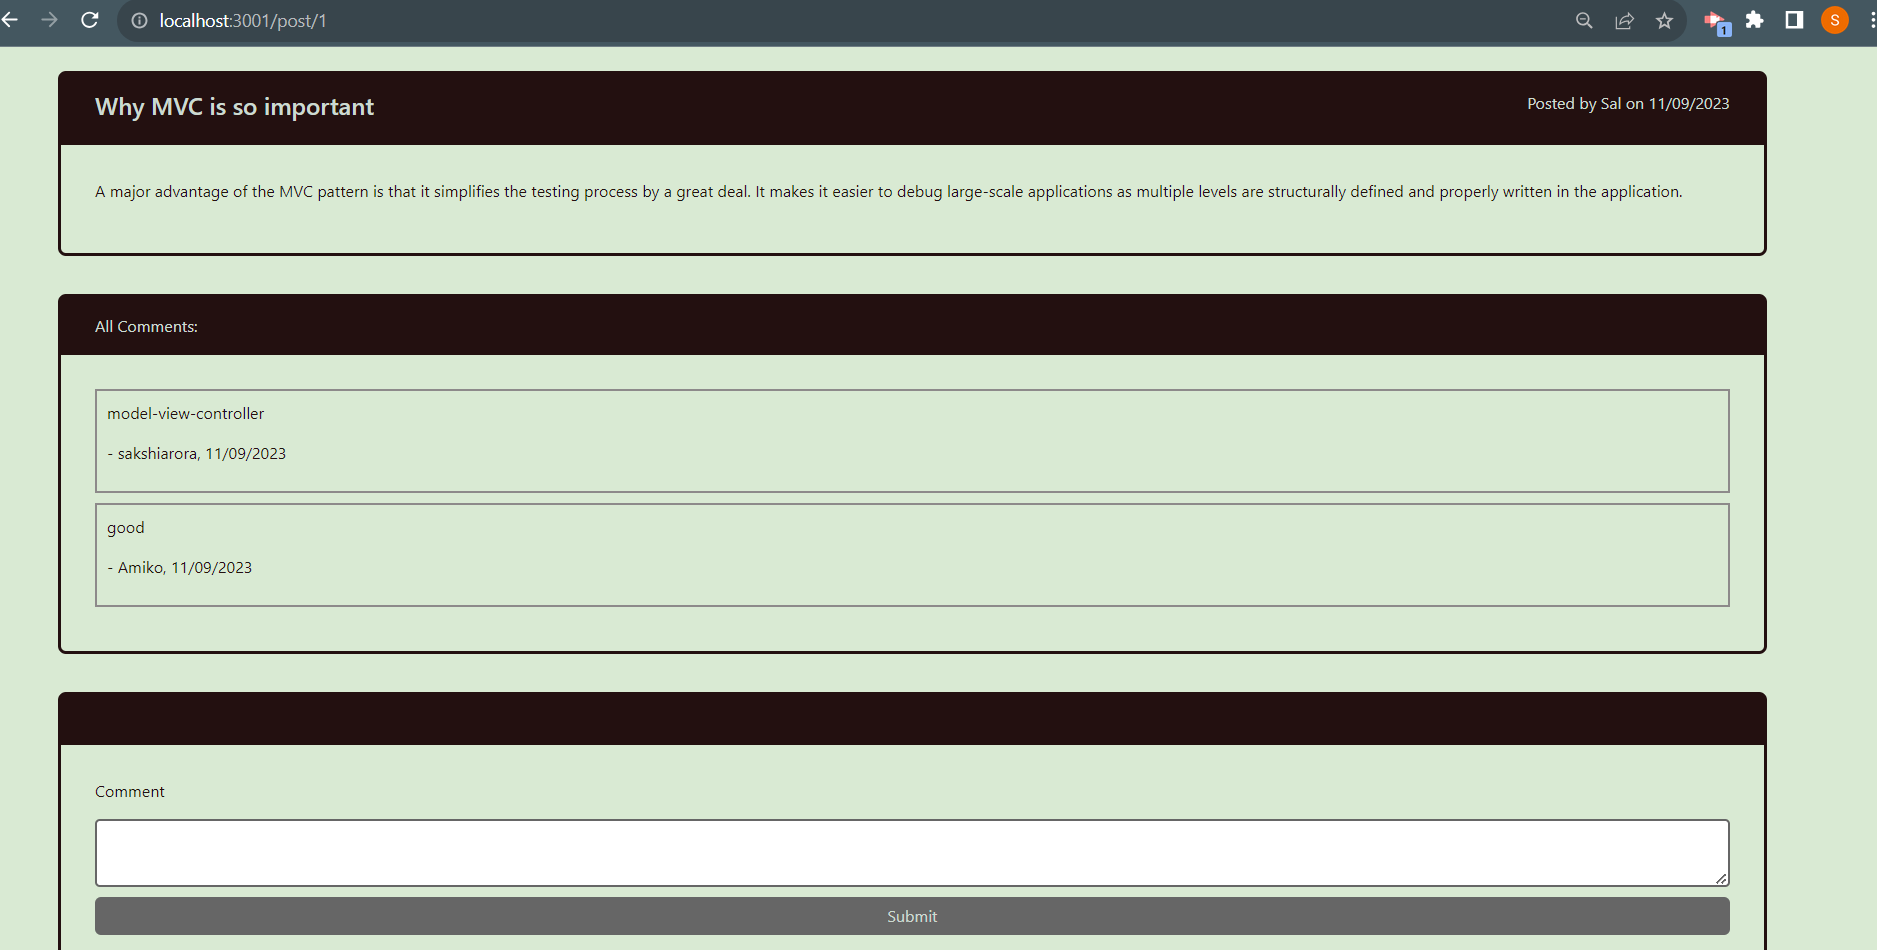 localhost:3001/post/1
1
S
Why MVC is so important
Posted by Sal on 11/09/2023
A major advantage of the MVC pattern is that it simplifies the testing process by a great deal. It makes it easier to debug large-scale applications as multiple levels are structurally defined and properly written in the application.
All Comments:
model-view-controller
- sakshiarora, 11/09/2023
good
- Amiko, 11/09/2023
Comment
Submit